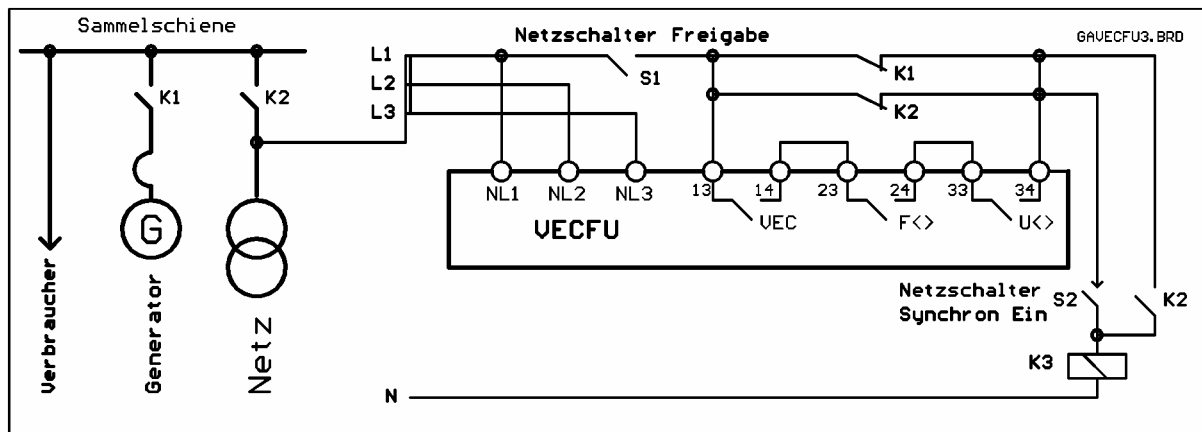 Sammelschiene
Netzschalter Freigabe
GAVECFU3.BRD
L1
S1
K1
K1
K2
L2
K2
L3
NL1
NL2
NL3
13
14
23
24
33
34
VECFU
VEC
F<>
U<>
G
Netzschalter
Synchron Ein
S2
K2
K3
N
Verbraucher
Generator
Netz